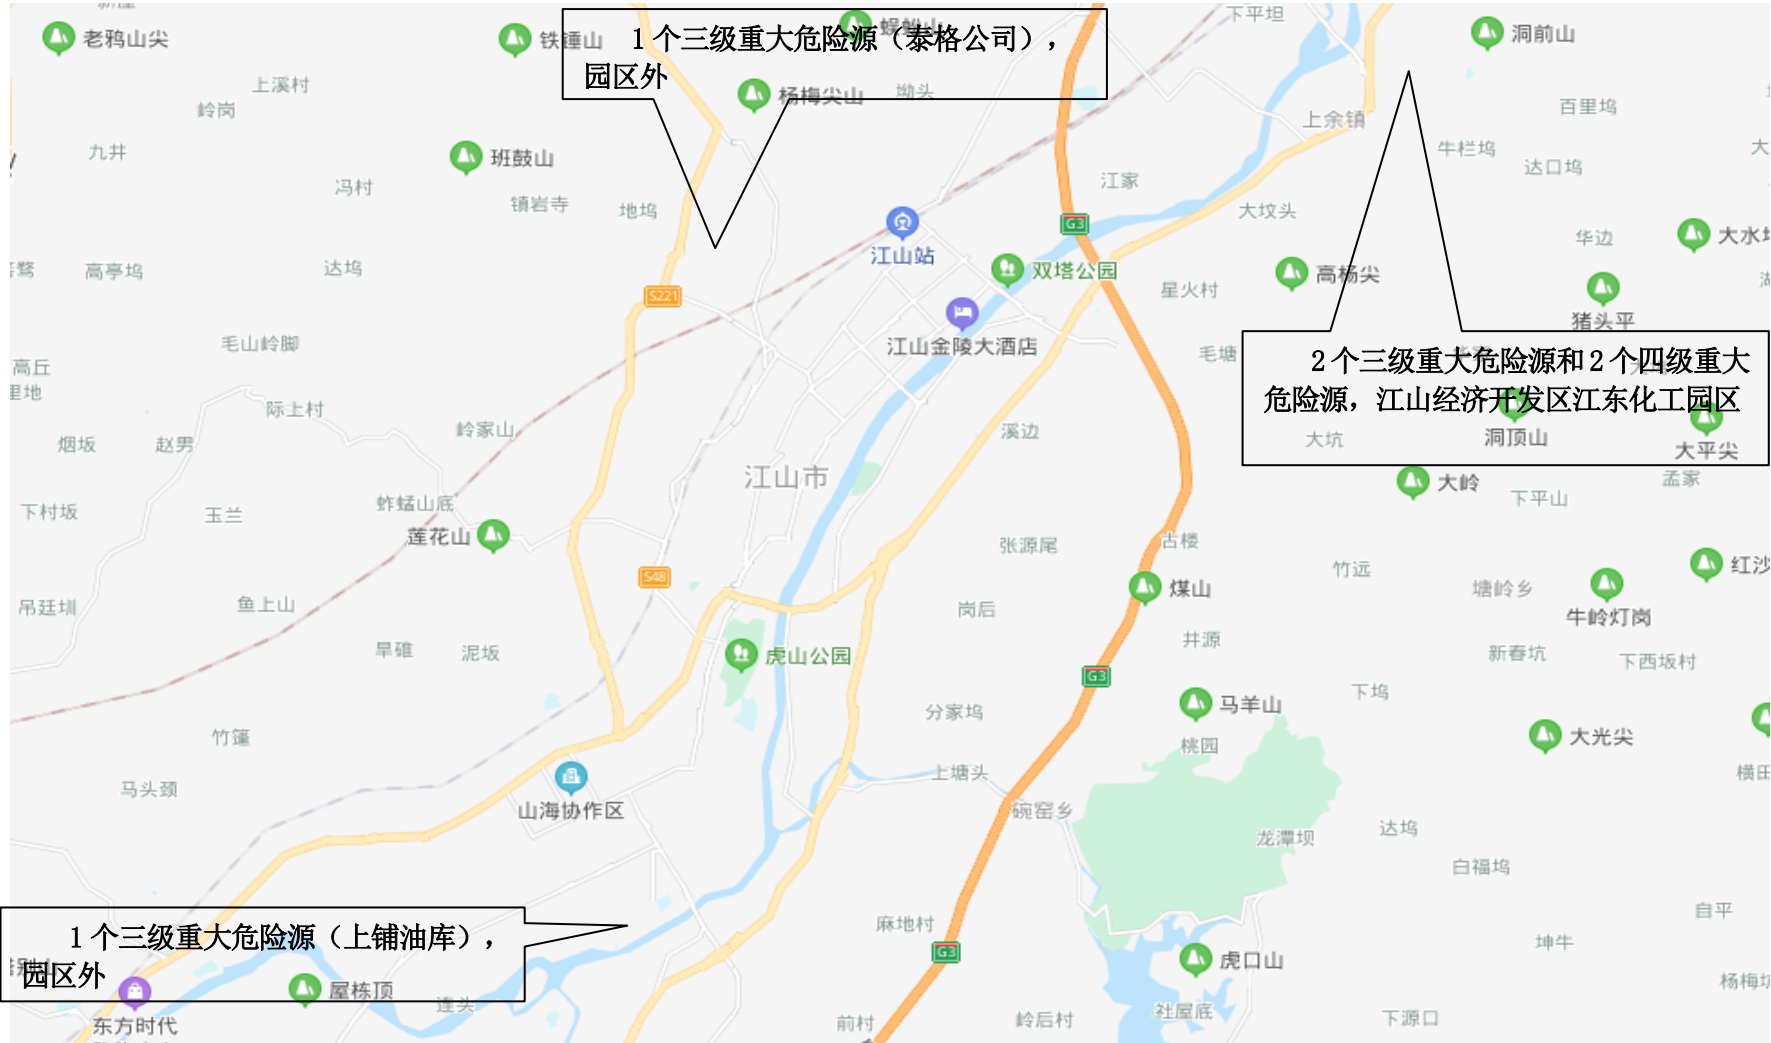 老鸦山尖
铁锤山
蜈蚣山
下平坦
洞前山
1 个三级重大危险源（泰格公司），
园区外
上溪村
岭岗
杨梅尖山
坳头
百里坞
上余镇
九井
班鼓山
牛栏坞
达口坞
冯村
镇岩寺
地坞
江家
大坟头
G3
江山站
双塔公园
华边
高亭坞
达坞
高杨尖
星火村
S221
猪头平
江山金陵大酒店
毛山岭脚
毛塘
2 个三级重大危险源和 2 个四级重大
危险源，江山经济开发区江东化工园区
高丘
里地
际上村
岭家山
溪边
大坑
洞顶山
大平尖
烟坂
赵男
江山市
大岭
下平山
孟家
下村坂
玉兰
蚱蜢山底
莲花山
张源尾
古楼
竹远
红沙
S48
煤山
塘岭乡
牛岭灯岗
吊廷圳
鱼上山
岗后
旱碓
泥坂
虎山公园
井源
新春坑
下西坂村
G3
下坞
马羊山
分家坞
竹篷
桃园
大光尖
马头颈
上塘头
横田
山海协作区
碗窑乡
龙潭坝
达坞
白福坞
自平
麻地村
坤牛
1 个三级重大危险源（上铺油库），
园区外
G3
虎口山
杨梅坑
屋栋顶
连头
东方时代
前村
岭后村
社屋底
下源口